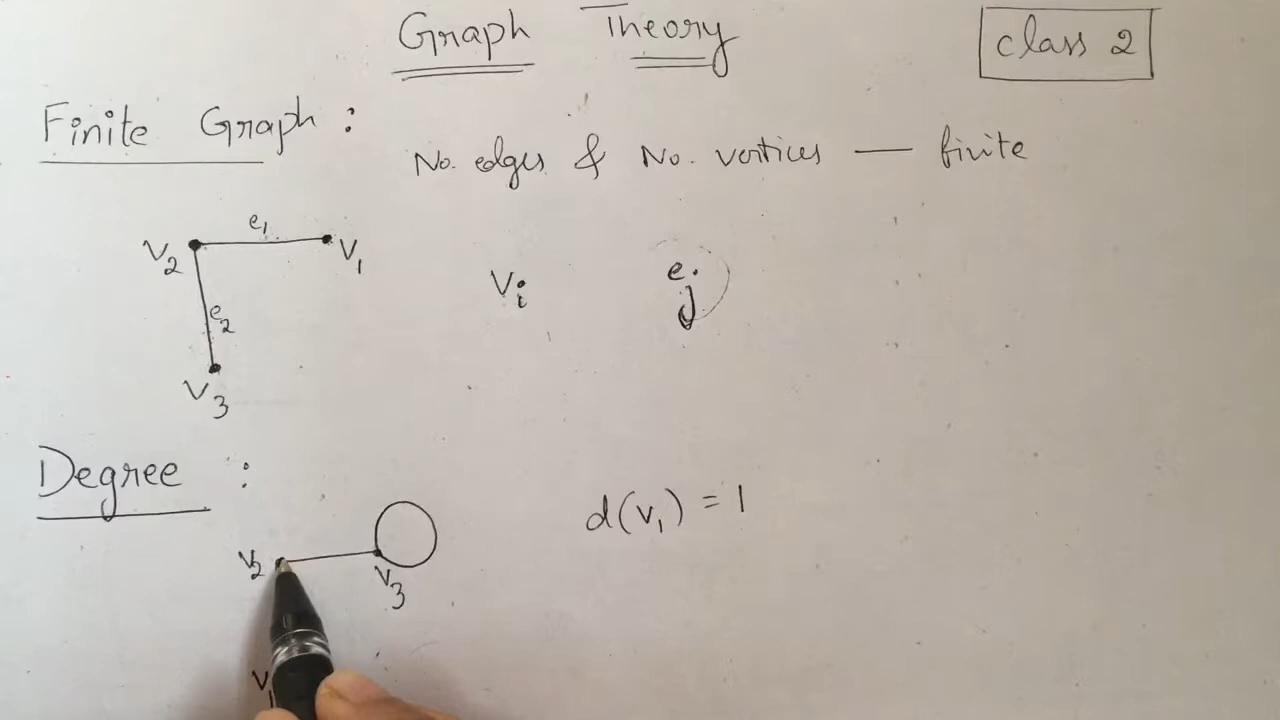 Graph Theory
class 2
Finite Graph :
No. edges & No. vertices — finite
e1
V2
V1
e2
V3
Vi
ej
Degree :
d(v1) = 1
V2
V3
V1